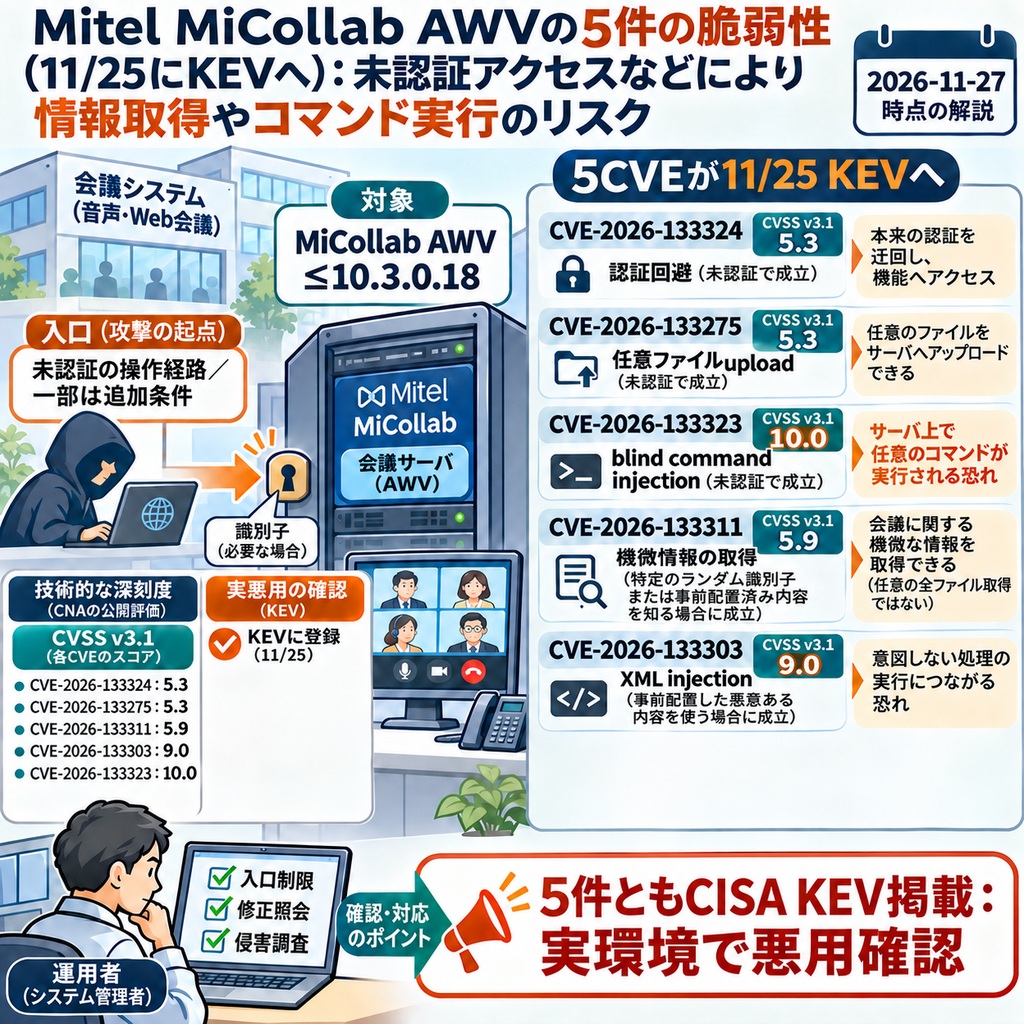 Mitel MiCollab AWVの5件の脆弱性
(11/25にKEVへ)：未認証アクセスなどにより
情報取得やコマンド実行のリスク
2026-11-27
時点の解説
会議システム
(音声・Web会議)
対象
MiCollab AWV
≤10.3.0.18
入口(攻撃の起点)
未認証の操作経路／
一部は追加条件
Mitel
MiCollab
会議サーバ
(AWV)
識別子
(必要な場合)
技術的な深刻度
(CNAの公開評価)
CVSS v3.1
(各CVEのスコア)
• CVE-2026-133324：5.3
• CVE-2026-133275：5.3
• CVE-2026-133311：5.9
• CVE-2026-133303：9.0
• CVE-2026-133323：10.0
実悪用の確認
(KEV)
KEVに登録
(11/25)
5CVEが11/25 KEVへ
CVE-2026-133324
CVSS v3.1
5.3
認証回避(未認証で成立)
本来の認証を
迂回し、
機能へアクセス
CVE-2026-133275
CVSS v3.1
5.3
任意ファイルupload
(未認証で成立)
任意のファイルを
サーバへアップロード
できる
CVE-2026-133323
CVSS v3.1
10.0
blind command
injection(未認証で成立)
サーバ上で
任意のコマンドが
実行される恐れ
CVE-2026-133311
CVSS v3.1
5.9
機微情報の取得
(特定のランダム識別子
または事前配置済み内容
を知る場合に成立)
会議に関する
機微な情報を
取得できる
(任意の全ファイル取得
ではない)
CVE-2026-133303
CVSS v3.1
9.0
XML injection
(事前配置した悪意ある
内容を使う場合に成立)
意図しない処理の
実行につながる
恐れ
入口制限
修正照会
侵害調査
運用者
(システム管理者)
確認・対応
のポイント
5件ともCISA KEV掲載：
実環境で悪用確認